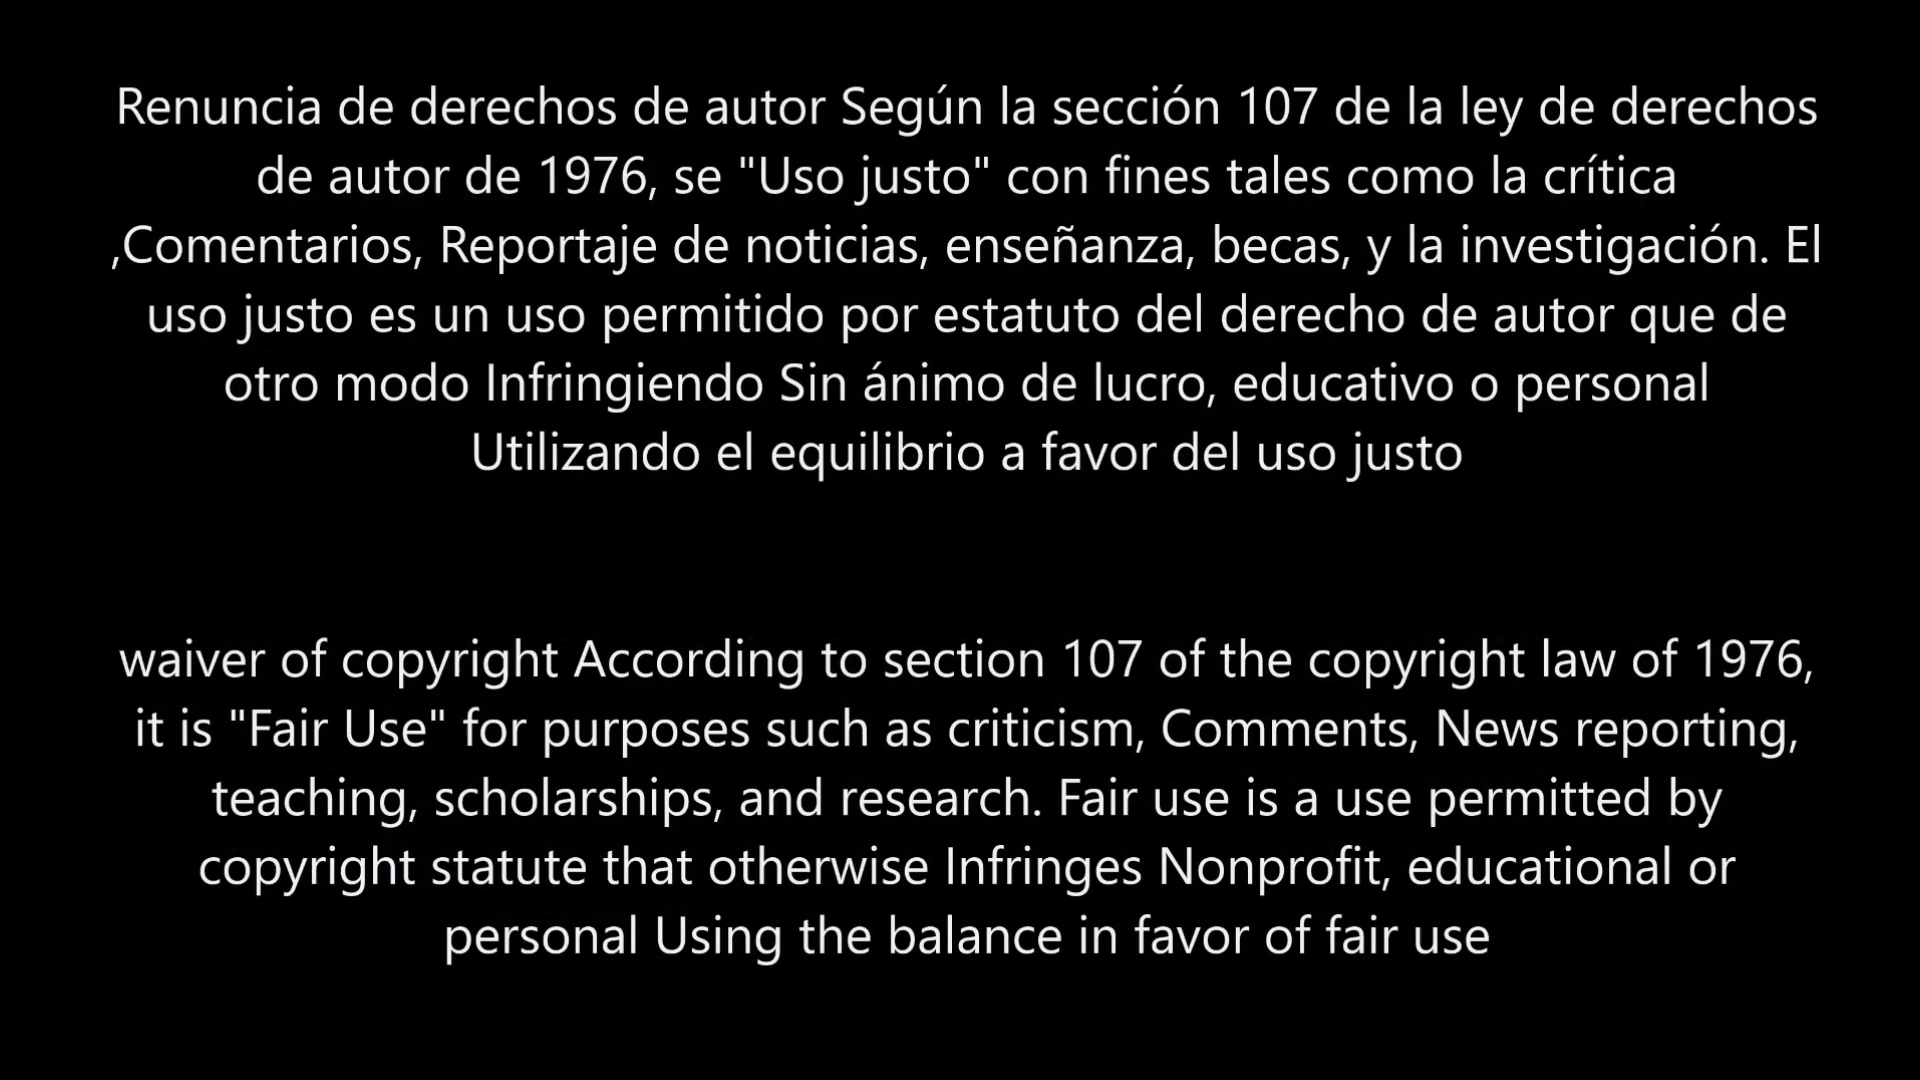 Renuncia de derechos de autor Según la sección 107 de la ley de derechos
de autor de 1976, se "Uso justo" con fines tales como la crítica
,Comentarios, Reportaje de noticias, enseñanza, becas, y la investigación. El
uso justo es un uso permitido por estatuto del derecho de autor que de
otro modo Infringiendo Sin ánimo de lucro, educativo o personal
Utilizando el equilibrio a favor del uso justo
waiver of copyright According to section 107 of the copyright law of 1976,
it is "Fair Use" for purposes such as criticism, Comments, News reporting,
teaching, scholarships, and research. Fair use is a use permitted by
copyright statute that otherwise Infringes Nonprofit, educational or
personal Using the balance in favor of fair use